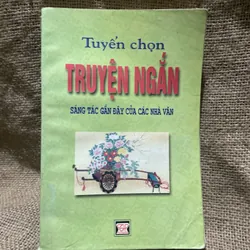 Tuyển chọn
TRUYỆN NGẮN
SÁNG TÁC GẦN ĐÂY CỦA CÁC NHÀ VĂN